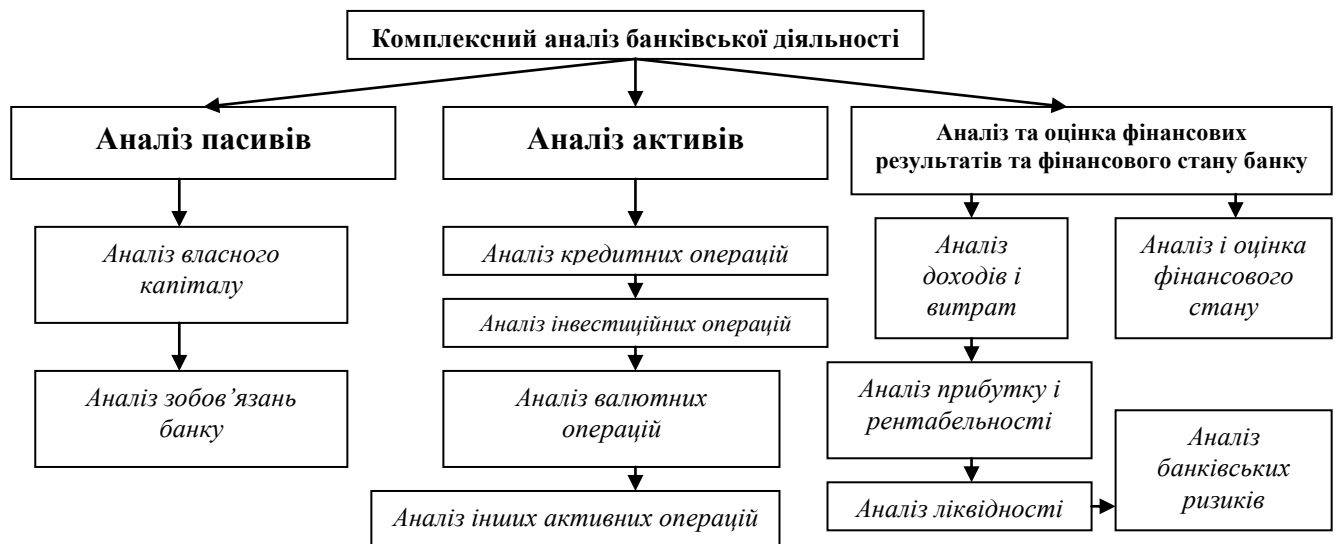 Комплексний аналіз банківської діяльності
Аналіз пасивів
Аналіз активів
Аналіз та оцінка фінансових
результатів та фінансового стану банку
Аналіз власного
капіталу
Аналіз зобов’язань
банку
Аналіз кредитних операцій
Аналіз інвестиційних операцій
Аналіз валютних
операцій
Аналіз інших активних операцій
Аналіз
доходів і
витрат
Аналіз прибутку і
рентабельності
Аналіз ліквідності
Аналіз і оцінка
фінансового
стану
Аналіз
банківських
ризиків